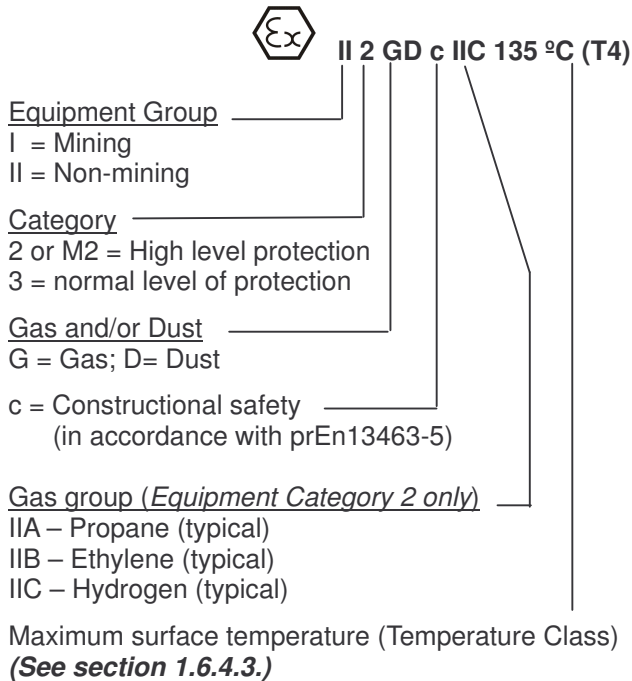 Ex II 2 GD c IIC 135 ºC (T4)
Equipment Group
I = Mining
II = Non-mining
Category
2 or M2 = High level protection
3 = normal level of protection
Gas and/or Dust
G = Gas; D= Dust
c = Constructional safety
(in accordance with prEn13463-5)
Gas group (Equipment Category 2 only)
IIA – Propane (typical)
IIB – Ethylene (typical)
IIC – Hydrogen (typical)
Maximum surface temperature (Temperature Class)
(See section 1.6.4.3.)